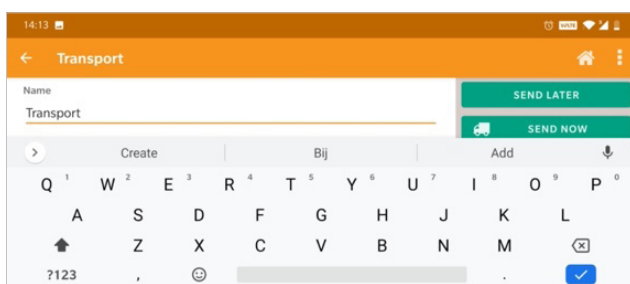 14:13
Transport
Name
Transport
SEND LATER
SEND NOW
Create Bij Add
Q 1 W 2 E 3 R 4 T 5 Y 6 U 7 I 8 O 9 P 0
A S D F G H J K L
Z X C V B N M
?123 , .